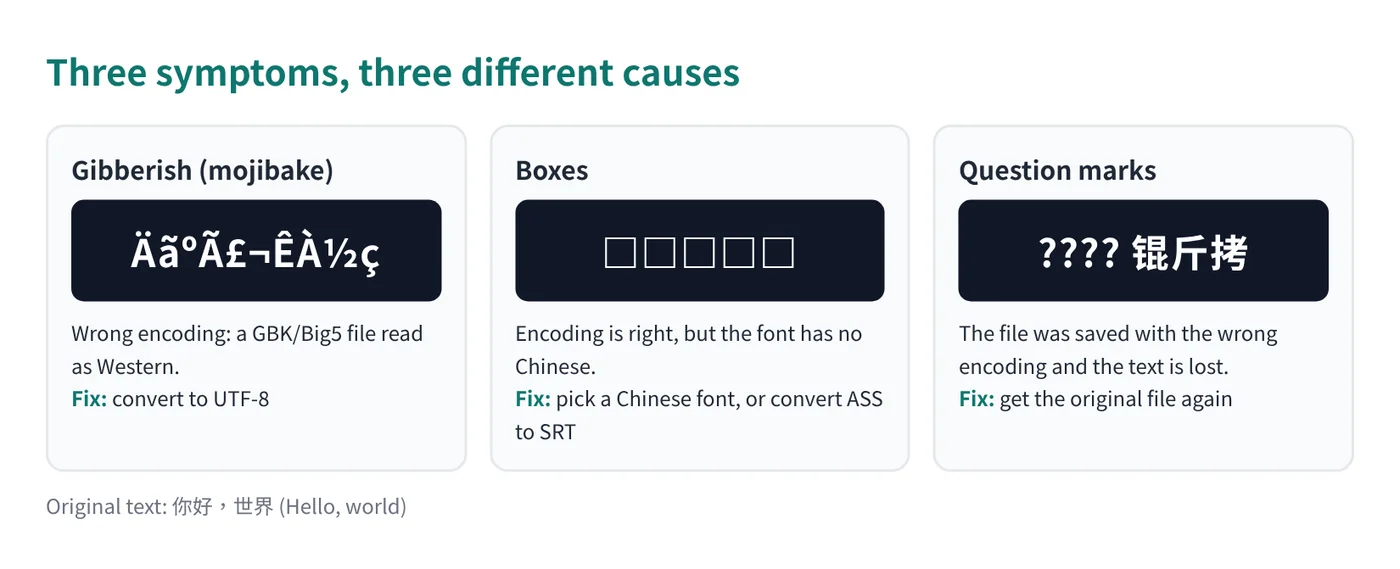 Three symptoms, three different causes
Gibberish (mojibake)
ÄãºÃ£¬ÊÀ½ç
Wrong encoding: a GBK/Big5 file read
as Western.
Fix: convert to UTF-8
Boxes
□□□□□
Encoding is right, but the font has no
Chinese.
Fix: pick a Chinese font, or convert ASS
to SRT
Question marks
???? 锟斤拷
The file was saved with the wrong
encoding and the text is lost.
Fix: get the original file again
Original text: 你好，世界 (Hello, world)